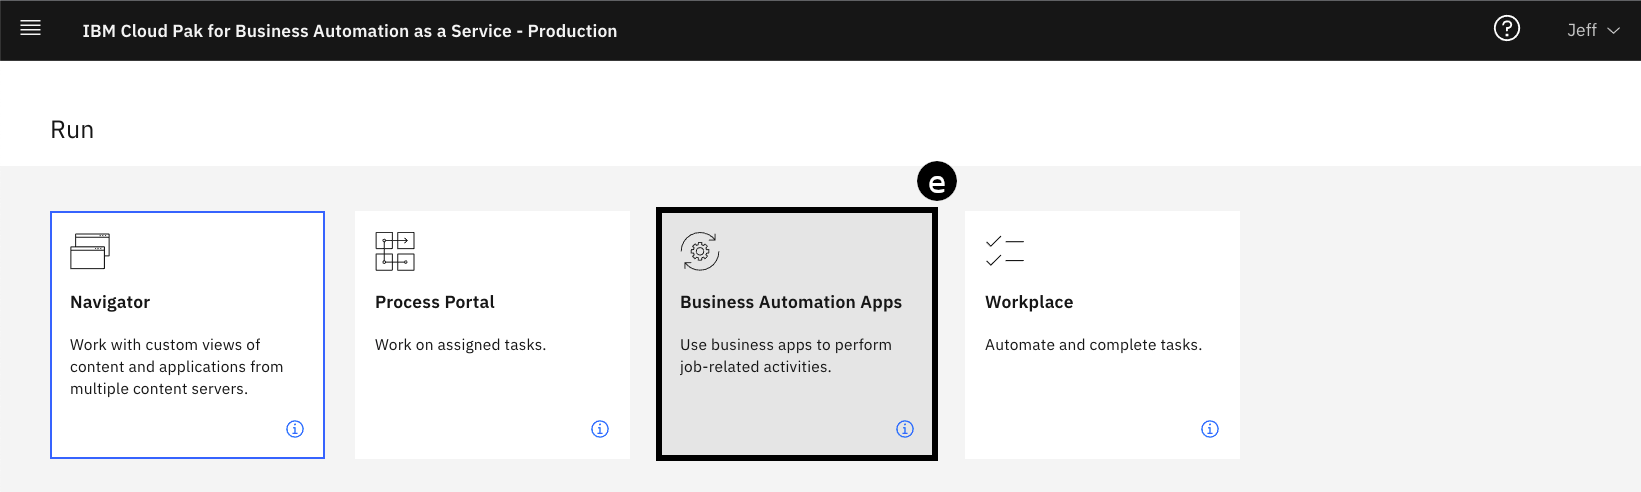 IBM Cloud Pak for Business Automation as a Service - Production
Jeff
Run
e
Navigator
Work with custom views of
content and applications from
multiple content servers.
Process Portal
Work on assigned tasks.
Business Automation Apps
Use business apps to perform
job-related activities.
Workplace
Automate and complete tasks.